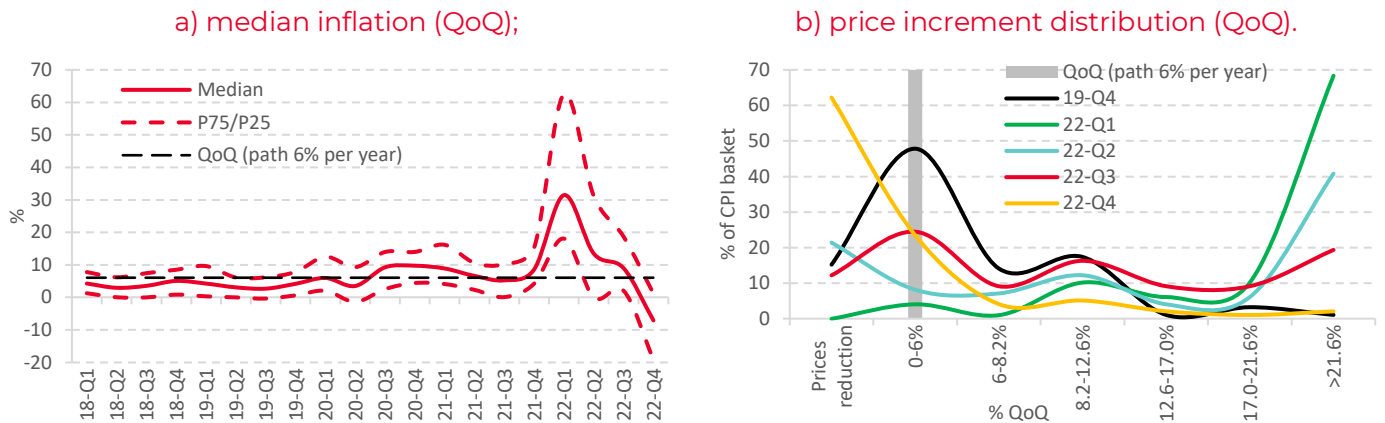 a) median inflation (QoQ);
70
60
50
40
30
20
10
0
-10
-20
%
Median
P75/P25
QoQ (path 6% per year)
18-Q1
18-Q2
18-Q3
18-Q4
19-Q1
19-Q2
19-Q3
19-Q4
20-Q1
20-Q2
20-Q3
20-Q4
21-Q1
21-Q2
21-Q3
21-Q4
22-Q1
22-Q2
22-Q3
22-Q4
b) price increment distribution (QoQ).
70
60
50
40
30
20
10
0
% of CPI basket
QoQ (path 6% per year)
19-Q4
22-Q1
22-Q2
22-Q3
22-Q4
Prices
reduction
0-6%
6-8.2%
8.2-12.6%
12.6-17.0%
17.0-21.6%
>21.6%
% QoQ